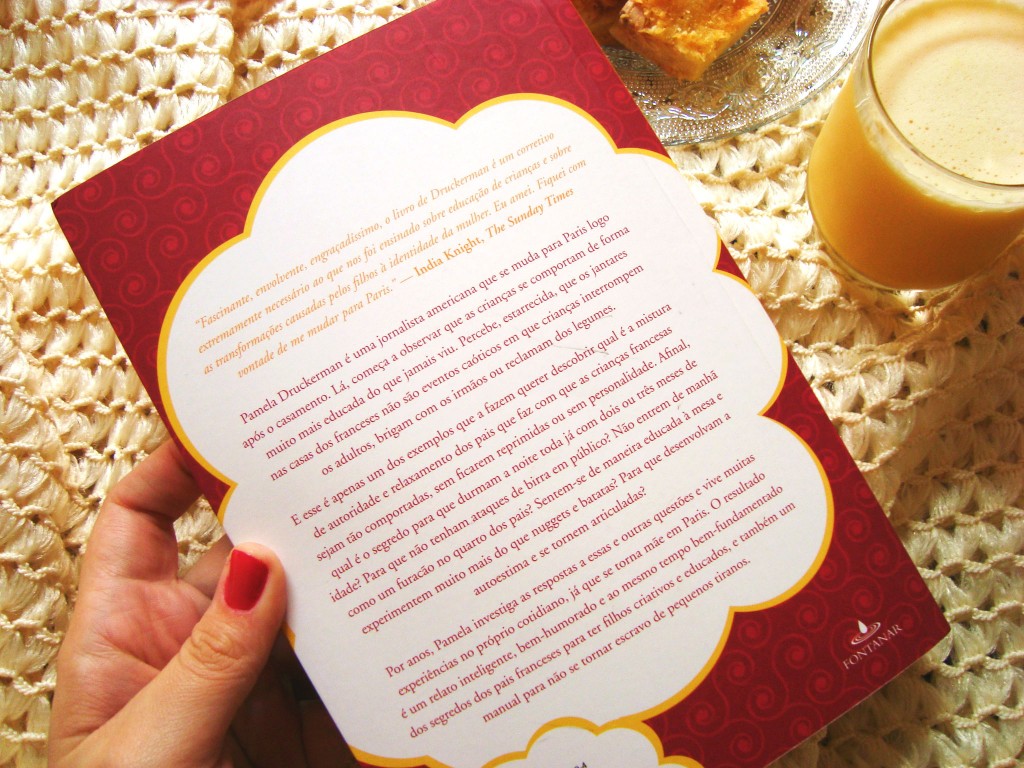 "Fascinante, envolvente, engraçadíssimo, o livro de Druckerman é um corretivo
extremamente necessário ao que nos foi ensinado sobre educação de crianças e sobre
as transformações causadas pelos filhos à identidade da mulher. Eu amei. Fiquei com
vontade de me mudar para Paris." — India Knight, The Sunday Times
Pamela Druckerman é uma jornalista americana que se muda para Paris logo
após o casamento. Lá, começa a observar que as crianças se comportam de forma
muito mais educada do que jamais viu. Percebe, estarrecida, que os jantares
nas casas dos franceses não são eventos caóticos em que crianças interrompem
os adultos, brigam com os irmãos ou reclamam dos legumes.
E esse é apenas um dos exemplos que a fazem querer descobrir qual é a mistura
de autoridade e relaxamento dos pais que faz com que as crianças francesas
sejam tão comportadas, sem ficarem reprimidas ou sem personalidade. Afinal,
qual é o segredo para que durmam a noite toda já com dois ou três meses de
idade? Para que não tenham ataques de birra em público? Não entrem de manhã
como um furacão no quarto dos pais? Sentem-se de maneira educada à mesa e
experimentem muito mais do que nuggets e batatas? Para que desenvolvam a
autoestima e se tornem articuladas?
Por anos, Pamela investiga as respostas a essas e outras questões e vive muitas
experiências no próprio cotidiano, já que se torna mãe em Paris. O resultado
é um relato inteligente, bem-humorado e ao mesmo tempo bem-fundamentado
dos segredos dos pais franceses para ter filhos criativos e educados, e também um
manual para não se tornar escravo de pequenos tiranos.
FONTANAR